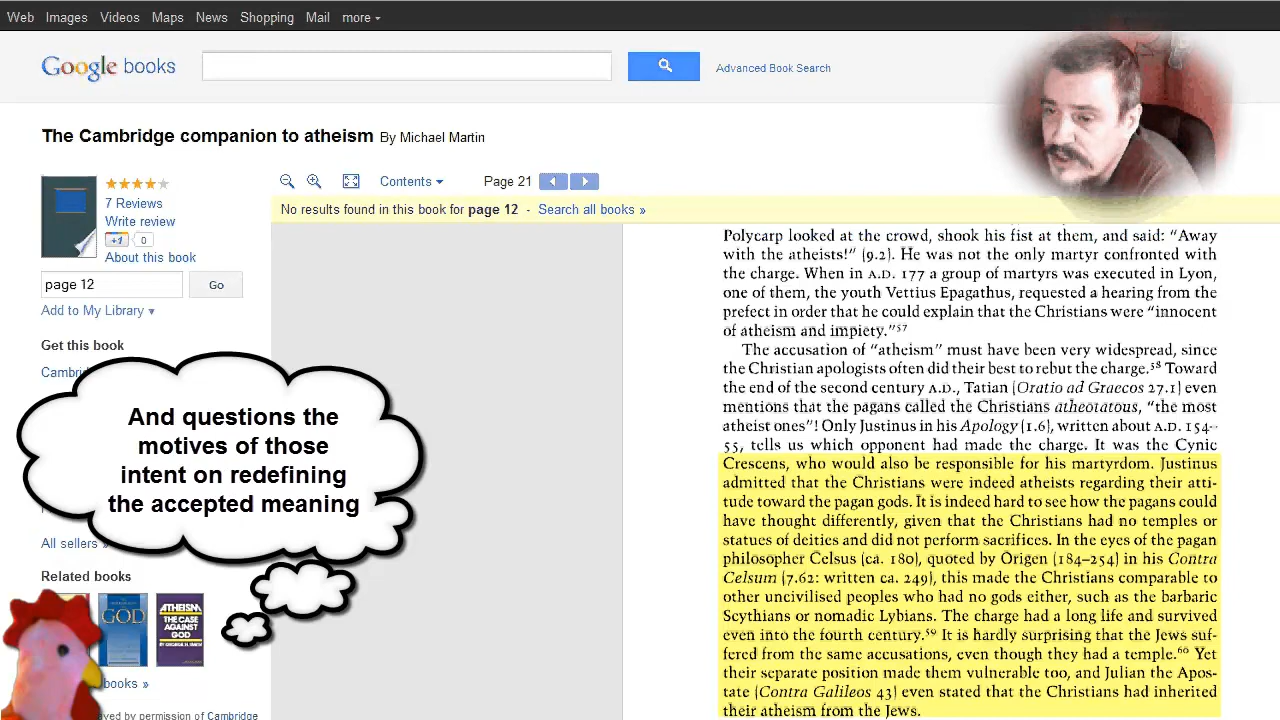 Web Images Videos Maps News Shopping Mail more
Google books
Advanced Book Search
The Cambridge companion to atheism By Michael Martin
7 Reviews
Write review
+1 0
About this book
page 12 Go
Add to My Library
Get this book
All sellers »
Related books
GOD
ATHEISM
THE CASE
AGAINST
GOD
BY GEORGE H. SMITH
books »
by permission of Cambridge
And questions the
motives of those
intent on redefining
the accepted meaning
Contents Page 21
No results found in this book for page 12 - Search all books »
Polycarp looked at the crowd, shook his fist at them, and said: “Away
with the atheists!” (9.2). He was not the only martyr confronted with
the charge. When in A.D. 177 a group of martyrs was executed in Lyon,
one of them, the youth Vettius Epagathus, requested a hearing from the
prefect in order that he could explain that the Christians were “innocent
of atheism and impiety.”57
The accusation of “atheism” must have been very widespread, since
the Christian apologists often did their best to rebut the charge.58 Toward
the end of the second century A.D., Tatian (Oratio ad Graecos 27.1) even
mentions that the pagans called the Christians atheotatous, “the most
atheist ones”! Only Justinus in his Apology (1.6), written about A.D. 154–
55, tells us which opponent had made the charge. It was the Cynic
Crescens, who would also be responsible for his martyrdom. Justinus
admitted that the Christians were indeed atheists regarding their atti-
tude toward the pagan gods. It is indeed hard to see how the pagans could
have thought differently, given that the Christians had no temples or
statues of deities and did not perform sacrifices. In the eyes of the pagan
philosopher Celsus (ca. 180), quoted by Origen (184–254) in his Contra
Celsum (7.62: written ca. 249), this made the Christians comparable to
other uncivilised peoples who had no gods either, such as the barbaric
Scythians or nomadic Lybians. The charge had a long life and survived
even into the fourth century.59 It is hardly surprising that the Jews suf-
fered from the same accusations, even though they had a temple.60 Yet
their separate position made them vulnerable too, and Julian the Apos-
tate (Contra Galileos 43) even stated that the Christians had inherited
their atheism from the Jews.